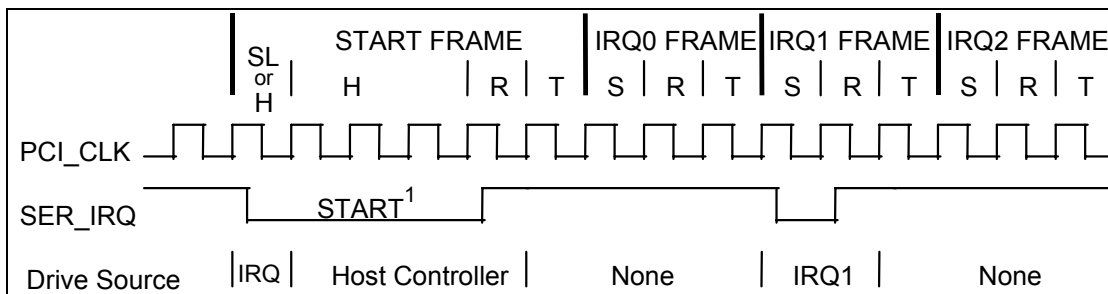 START FRAME IRQ0 FRAME IRQ1 FRAME IRQ2 FRAME
SL
or
H
H R T S R T S R T S R T
PCI_CLK
SER_IRQ START1
Drive Source IRQ Host Controller None IRQ1 None